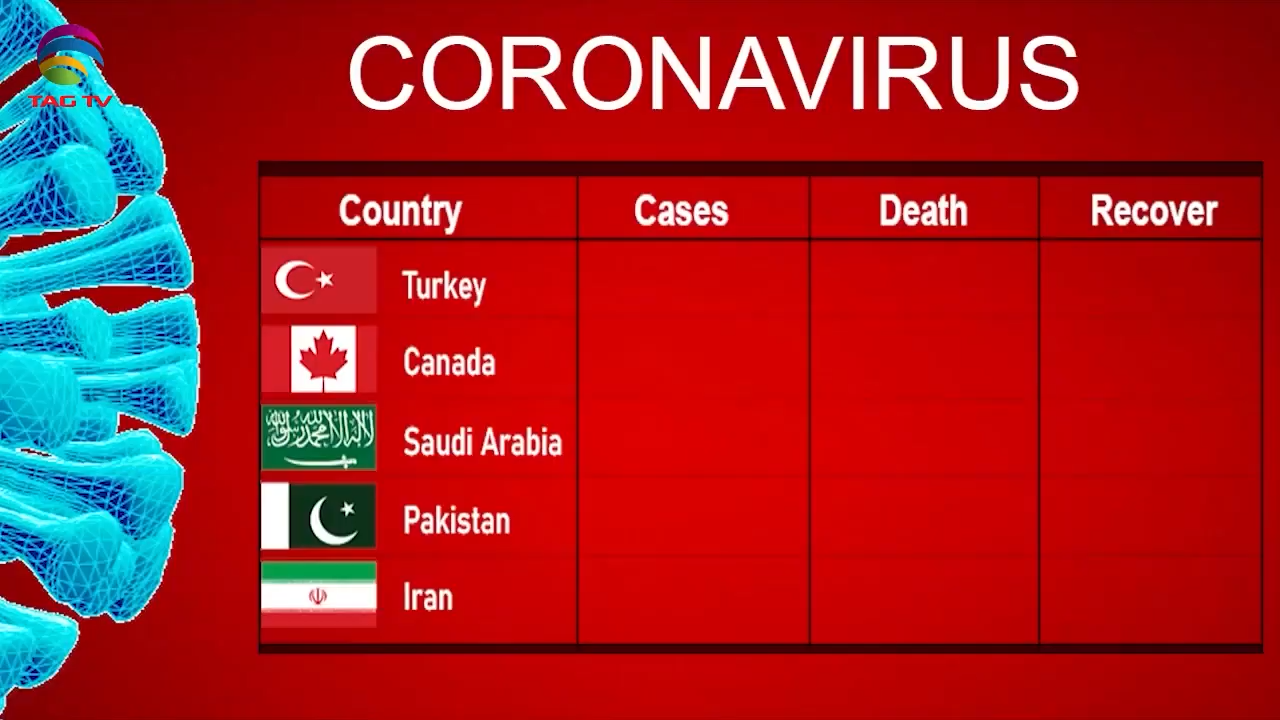 TAG TV
CORONAVIRUS
Country Cases Death Recover
Turkey
Canada
Saudi Arabia
Pakistan
Iran